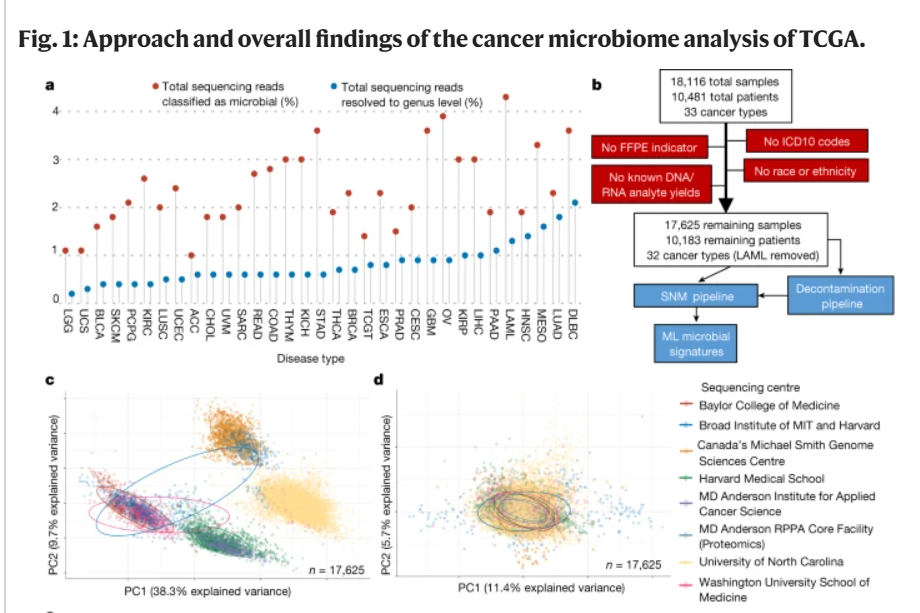 Fig. 1: Approach and overall findings of the cancer microbiome analysis of TCGA.
a
Total sequencing reads
classified as microbial (%)
Total sequencing reads
resolved to genus level (%)
4
3
2
1
0
LGG
UCS
BLCA
SKCM
PCPG
KIRC
LUSC
UCEC
ACC
CHOL
UVM
SARC
READ
COAD
THYM
KICH
STAD
THCA
BRCA
TGCT
ESCA
PRAD
CESC
GBM
OV
KIRP
LIHC
PAAD
LAML
HNSC
MESO
LUAD
DLBC
Disease type
b
18,116 total samples
10,481 total patients
33 cancer types
No FFPE indicator
No ICD10 codes
No known DNA/
RNA analyte yields
No race or ethnicity
17,625 remaining samples
10,183 remaining patients
32 cancer types (LAML removed)
SNM pipeline
Decontamination
pipeline
ML microbial
signatures
c
PC2 (9.7% explained variance)
n = 17,625
PC1 (38.3% explained variance)
d
PC2 (5.7% explained variance)
n = 17,625
PC1 (11.4% explained variance)
Sequencing centre
Baylor College of Medicine
Broad Institute of MIT and Harvard
Canada's Michael Smith Genome
Sciences Centre
Harvard Medical School
MD Anderson Institute for Applied
Cancer Science
MD Anderson RPPA Core Facility
(Proteomics)
University of North Carolina
Washington University School of
Medicine